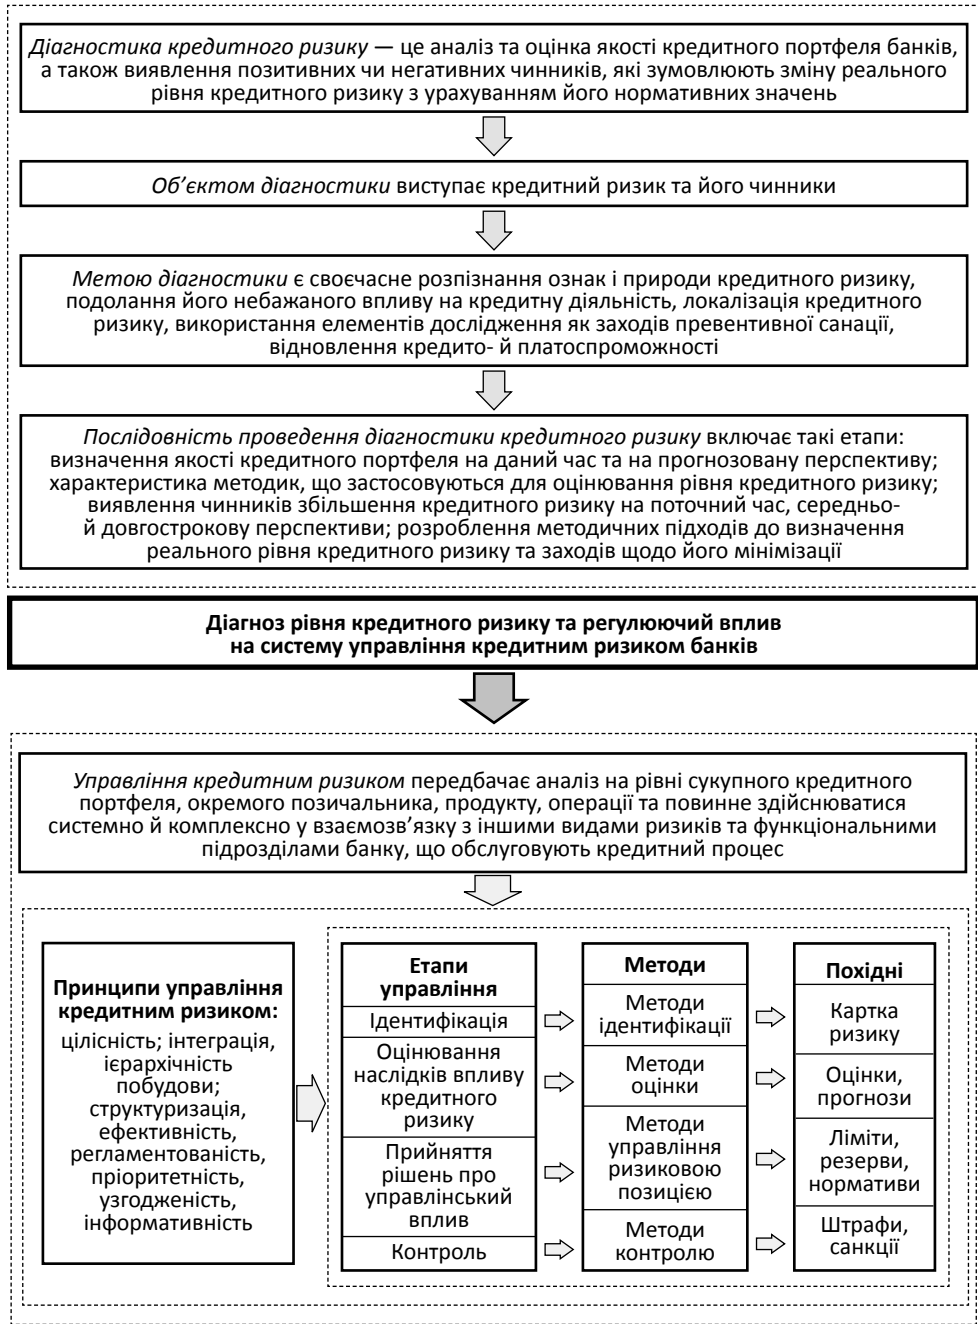 Діагностика кредитного ризику — це аналіз та оцінка якості кредитного портфеля банків,
а також виявлення позитивних чи негативних чинників, які зумовлюють зміну реального
рівня кредитного ризику з урахуванням його нормативних значень
Об’єктом діагностики виступає кредитний ризик та його чинники
Метою діагностики є своєчасне розпізнання ознак і природи кредитного ризику,
подолання його небажаного впливу на кредитну діяльність, локалізація кредитного
ризику, використання елементів дослідження як заходів превентивної санації,
відновлення кредито- й платоспроможності
Послідовність проведення діагностики кредитного ризику включає такі етапи:
визначення якості кредитного портфеля на даний час та на прогнозовану перспективу;
характеристика методик, що застосовуються для оцінювання рівня кредитного ризику;
виявлення чинників збільшення кредитного ризику на поточний час, середньо-
й довгострокову перспективи; розроблення методичних підходів до визначення
реального рівня кредитного ризику та заходів щодо його мінімізації
Діагноз рівня кредитного ризику та регулюючий вплив
на систему управління кредитним ризиком банків
Управління кредитним ризиком передбачає аналіз на рівні сукупного кредитного
портфеля, окремого позичальника, продукту, операції та повинне здійснюватися
системно й комплексно у взаємозв’язку з іншими видами ризиків та функціональними
підрозділами банку, що обслуговують кредитний процес
Принципи управління
кредитним ризиком:
цілісність; інтеграція,
ієрархічність
побудови;
структуризація,
ефективність,
регламентованість,
пріоритетність,
узгодженість,
інформативність
Етапи
управління
Ідентифікація
Оцінювання
наслідків впливу
кредитного
ризику
Прийняття
рішень про
управлінський
вплив
Контроль
Методи
Методи
ідентифікації
Методи
оцінки
Методи
управління
ризиковою
позицією
Методи
контролю
Похідні
Картка
ризику
Оцінки,
прогнози
Ліміти,
резерви,
нормативи
Штрафи,
санкції